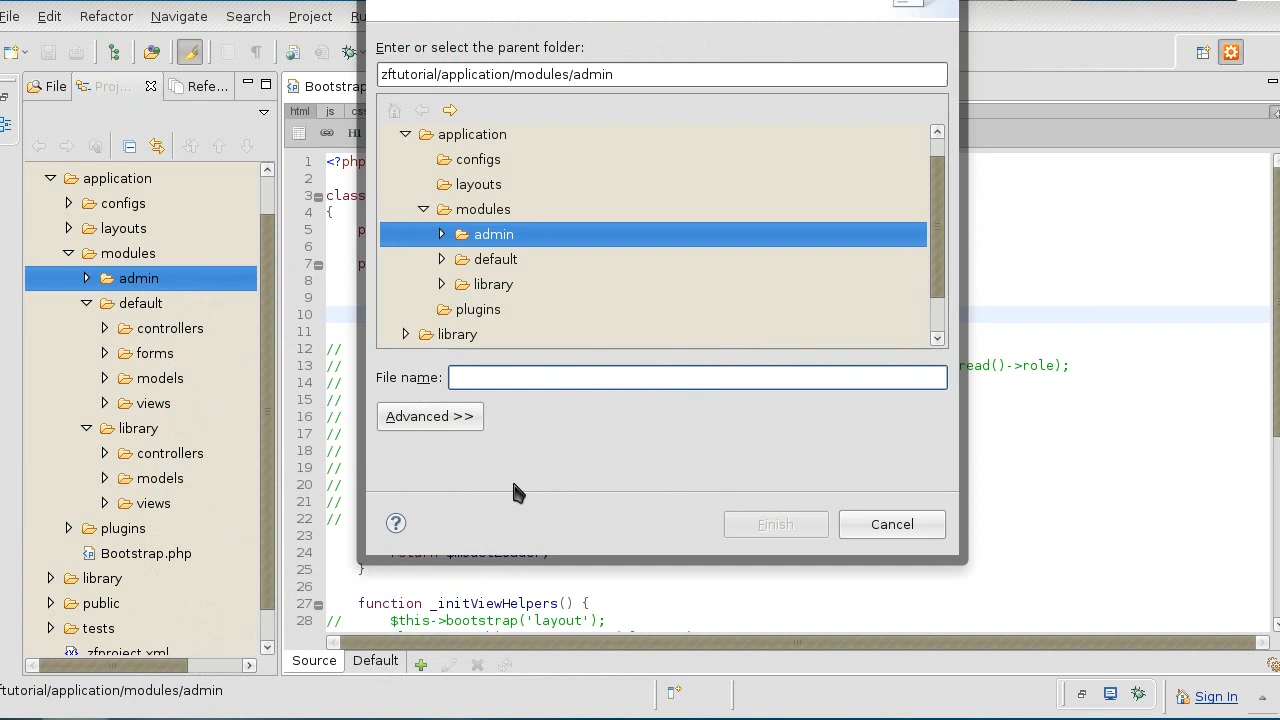 File Edit Refactor Navigate Search Project Ru
Enter or select the parent folder:
zftutorial/application/modules/admin
application
configs
layouts
modules
admin
default
library
plugins
library
File name:
Advanced >>
Finish Cancel
File Proj... Refe...
application
configs
layouts
modules
admin
default
controllers
forms
models
views
library
controllers
models
views
plugins
Bootstrap.php
library
public
tests
zfproject.xml
Bootstrap
html js
1 <?php
2
3 class
4 {
5
6
7
8
9
10
11
12 //
13 // read()->role);
14 //
15 //
16 //
17 //
18 //
19 //
20 //
21 //
22 //
24
25 }
26
27 function _initViewHelpers() {
28 // $this->bootstrap('layout');
Source Default
ftutorial/application/modules/admin
Sign In